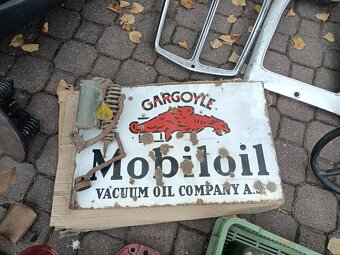 GARGOYLE
Mobiloil
VACUUM OIL COMPANY A.S.